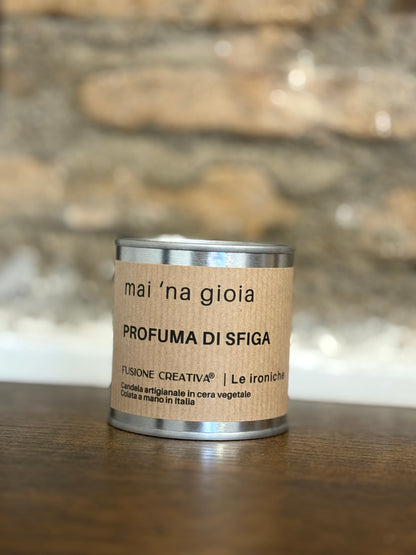 mai ‘na gioia
PROFUMA DI SFIGA
FUSIONE CREATIVA® | Le ironiche
Candela artigianale in cera vegetale
Colata a mano in Italia